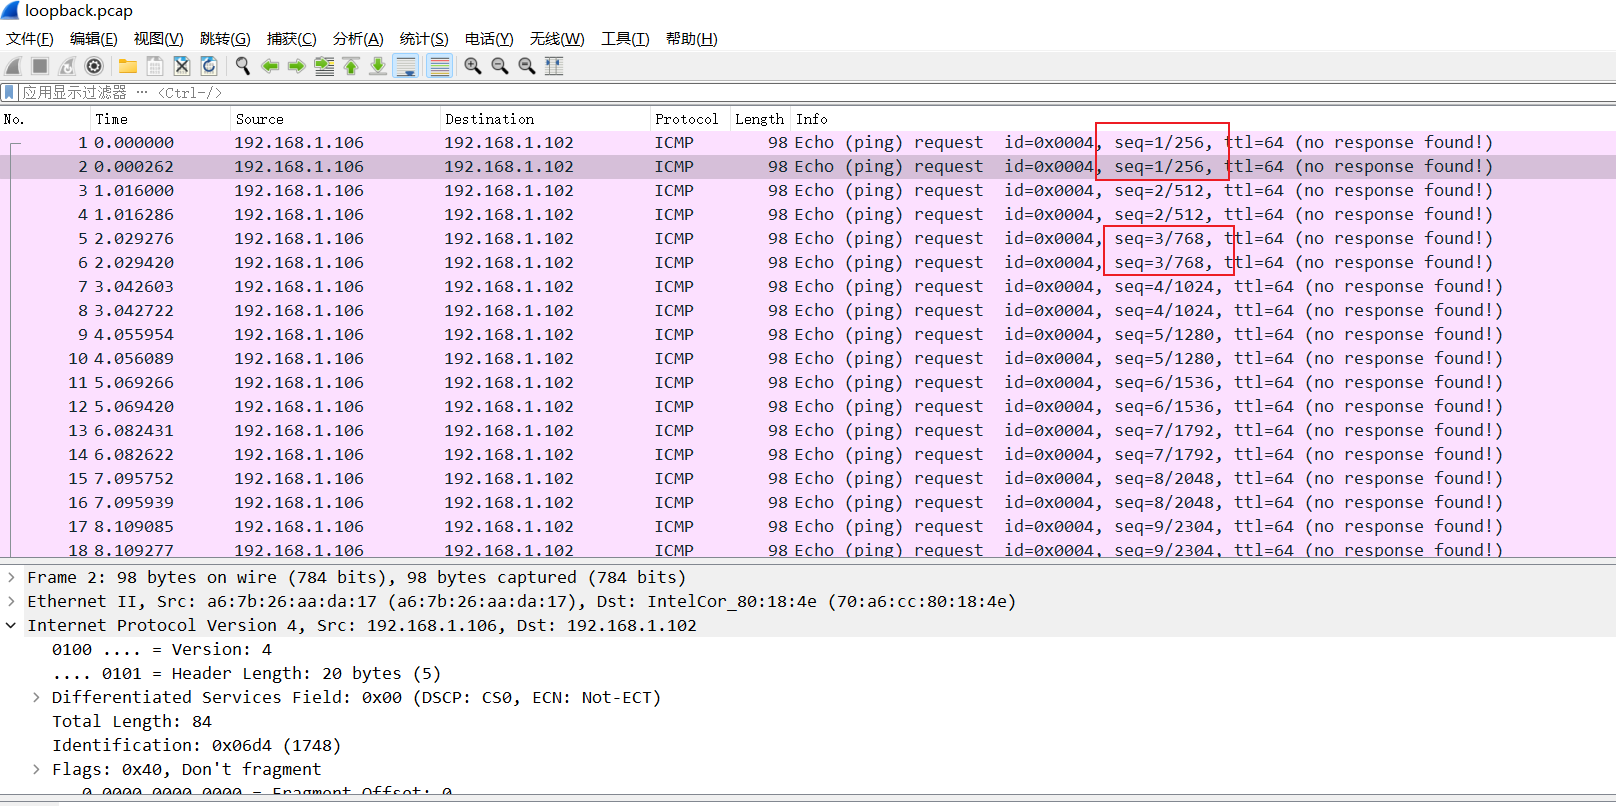 loopback.pcap
文件(F) 编辑(E) 视图(V) 跳转(G) 捕获(C) 分析(A) 统计(S) 电话(Y) 无线(W) 工具(T) 帮助(H)
应用显示过滤器 … <Ctrl-/>
No. Time Source Destination Protocol Length Info
1 0.000000 192.168.1.106 192.168.1.102 ICMP 98 Echo (ping) request id=0x0004, seq=1/256, ttl=64 (no response found!)
2 0.000262 192.168.1.106 192.168.1.102 ICMP 98 Echo (ping) request id=0x0004, seq=1/256, ttl=64 (no response found!)
3 1.016000 192.168.1.106 192.168.1.102 ICMP 98 Echo (ping) request id=0x0004, seq=2/512, ttl=64 (no response found!)
4 1.016286 192.168.1.106 192.168.1.102 ICMP 98 Echo (ping) request id=0x0004, seq=2/512, ttl=64 (no response found!)
5 2.029276 192.168.1.106 192.168.1.102 ICMP 98 Echo (ping) request id=0x0004, seq=3/768, ttl=64 (no response found!)
6 2.029420 192.168.1.106 192.168.1.102 ICMP 98 Echo (ping) request id=0x0004, seq=3/768, ttl=64 (no response found!)
7 3.042603 192.168.1.106 192.168.1.102 ICMP 98 Echo (ping) request id=0x0004, seq=4/1024, ttl=64 (no response found!)
8 3.042722 192.168.1.106 192.168.1.102 ICMP 98 Echo (ping) request id=0x0004, seq=4/1024, ttl=64 (no response found!)
9 4.055954 192.168.1.106 192.168.1.102 ICMP 98 Echo (ping) request id=0x0004, seq=5/1280, ttl=64 (no response found!)
10 4.056089 192.168.1.106 192.168.1.102 ICMP 98 Echo (ping) request id=0x0004, seq=5/1280, ttl=64 (no response found!)
11 5.069266 192.168.1.106 192.168.1.102 ICMP 98 Echo (ping) request id=0x0004, seq=6/1536, ttl=64 (no response found!)
12 5.069420 192.168.1.106 192.168.1.102 ICMP 98 Echo (ping) request id=0x0004, seq=6/1536, ttl=64 (no response found!)
13 6.082431 192.168.1.106 192.168.1.102 ICMP 98 Echo (ping) request id=0x0004, seq=7/1792, ttl=64 (no response found!)
14 6.082622 192.168.1.106 192.168.1.102 ICMP 98 Echo (ping) request id=0x0004, seq=7/1792, ttl=64 (no response found!)
15 7.095752 192.168.1.106 192.168.1.102 ICMP 98 Echo (ping) request id=0x0004, seq=8/2048, ttl=64 (no response found!)
16 7.095939 192.168.1.106 192.168.1.102 ICMP 98 Echo (ping) request id=0x0004, seq=8/2048, ttl=64 (no response found!)
17 8.109085 192.168.1.106 192.168.1.102 ICMP 98 Echo (ping) request id=0x0004, seq=9/2304, ttl=64 (no response found!)
18 8.109277 192.168.1.106 192.168.1.102 ICMP 98 Echo (ping) request id=0x0004, seq=9/2304, ttl=64 (no response found!)
Frame 2: 98 bytes on wire (784 bits), 98 bytes captured (784 bits)
Ethernet II, Src: a6:7b:26:aa:da:17 (a6:7b:26:aa:da:17), Dst: IntelCor_80:18:4e (70:a6:cc:80:18:4e)
Internet Protocol Version 4, Src: 192.168.1.106, Dst: 192.168.1.102
0100 .... = Version: 4
.... 0101 = Header Length: 20 bytes (5)
Differentiated Services Field: 0x00 (DSCP: CS0, ECN: Not-ECT)
Total Length: 84
Identification: 0x06d4 (1748)
Flags: 0x40, Don't fragment
0 0000 0000 0000 = Fragment Offset: 0